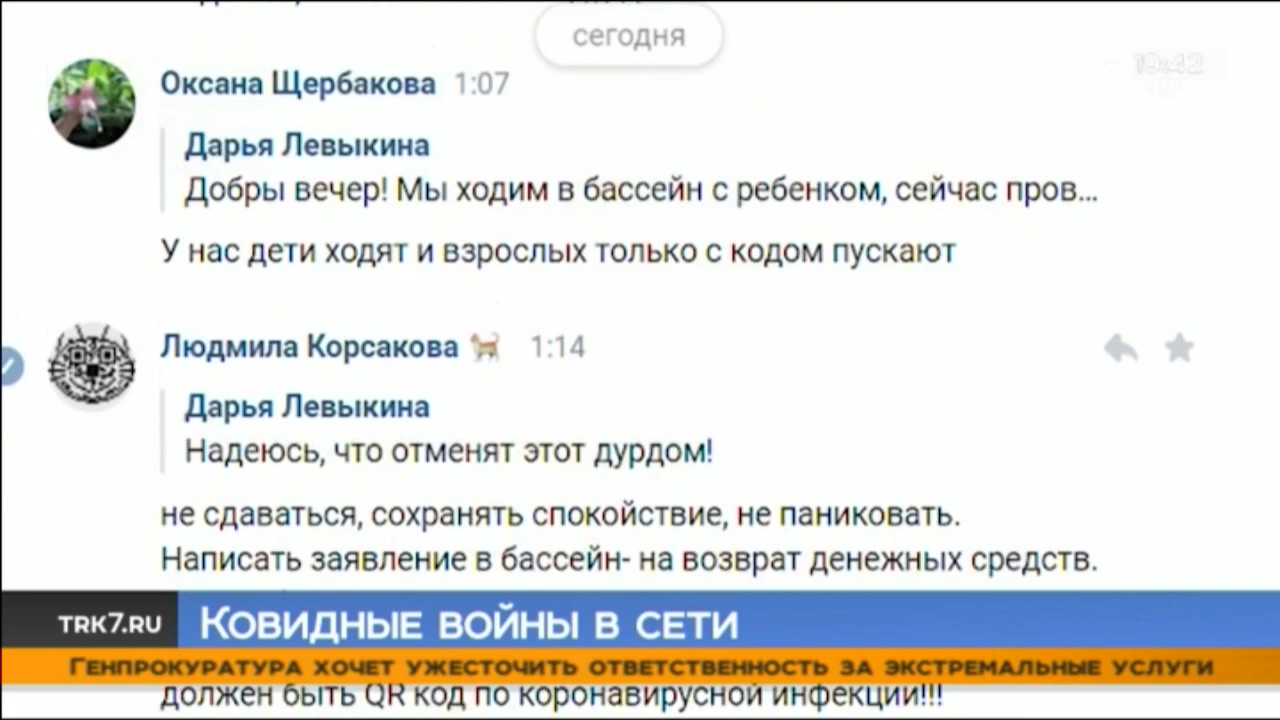 сегодня
19:42
Оксана Щербакова 1:07
Дарья Левыкина
Добры вечер! Мы ходим в бассейн с ребенком, сейчас пров...
У нас дети ходят и взрослых только с кодом пускают
Людмила Корсакова 1:14
Дарья Левыкина
Надеюсь, что отменят этот дурдом!
не сдаваться, сохранять спокойствие, не паниковать.
Написать заявление в бассейн- на возврат денежных средств.
TRK7.RU Ковидные войны в сети
Генпрокуратура хочет ужесточить ответственность за экстремальные услуги
должен быть QR код по коронавирусной инфекции!!!